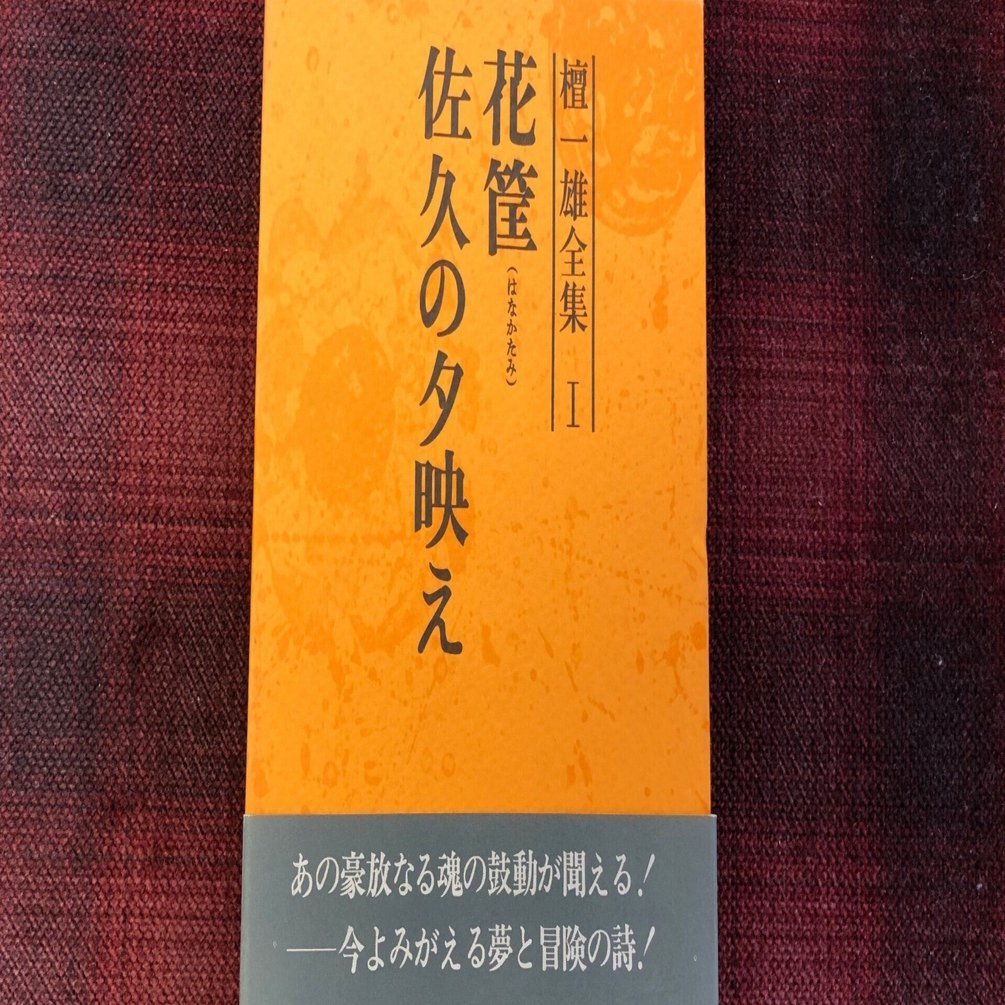 檀一雄全集 I
花筐
(はなかたみ)
佐久の夕映え
あの豪放なる魂の鼓動が聞える!
──今よみがえる夢と冒険の詩!